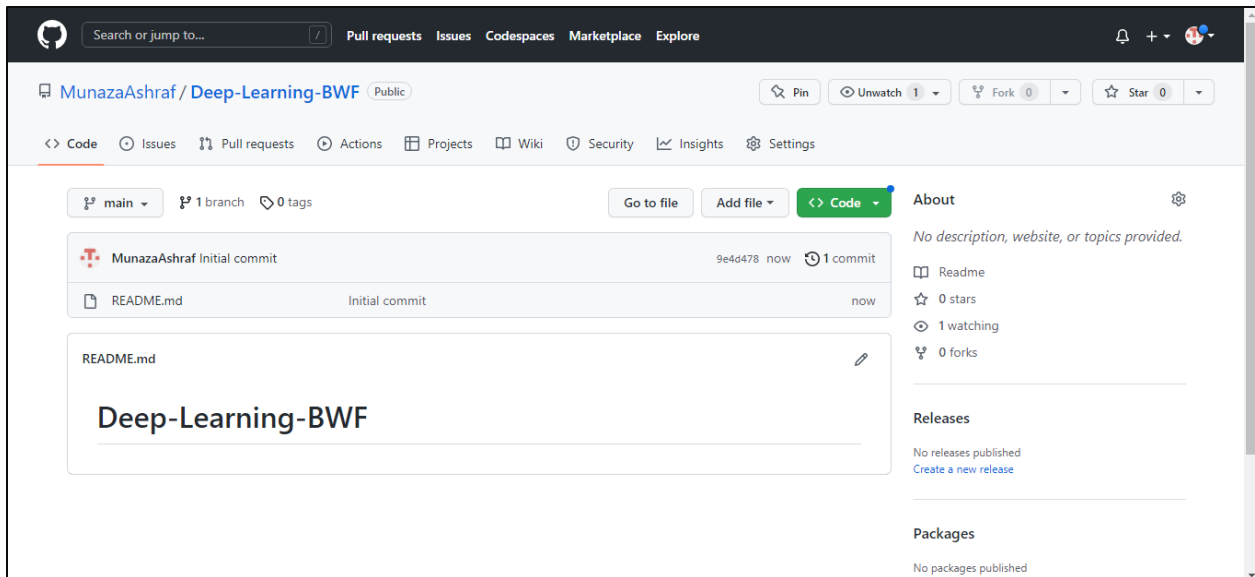 Search or jump to... / Pull requests Issues Codespaces Marketplace Explore
MunazaAshraf / Deep-Learning-BWF Public Pin Unwatch 1 Fork 0 Star 0
Code Issues Pull requests Actions Projects Wiki Security Insights Settings
main 1 branch 0 tags Go to file Add file Code
MunazaAshraf Initial commit 9e4d478 now 1 commit
README.md Initial commit now
README.md
Deep-Learning-BWF
About
No description, website, or topics provided.
Readme
0 stars
1 watching
0 forks
Releases
No releases published
Create a new release
Packages
No packages published